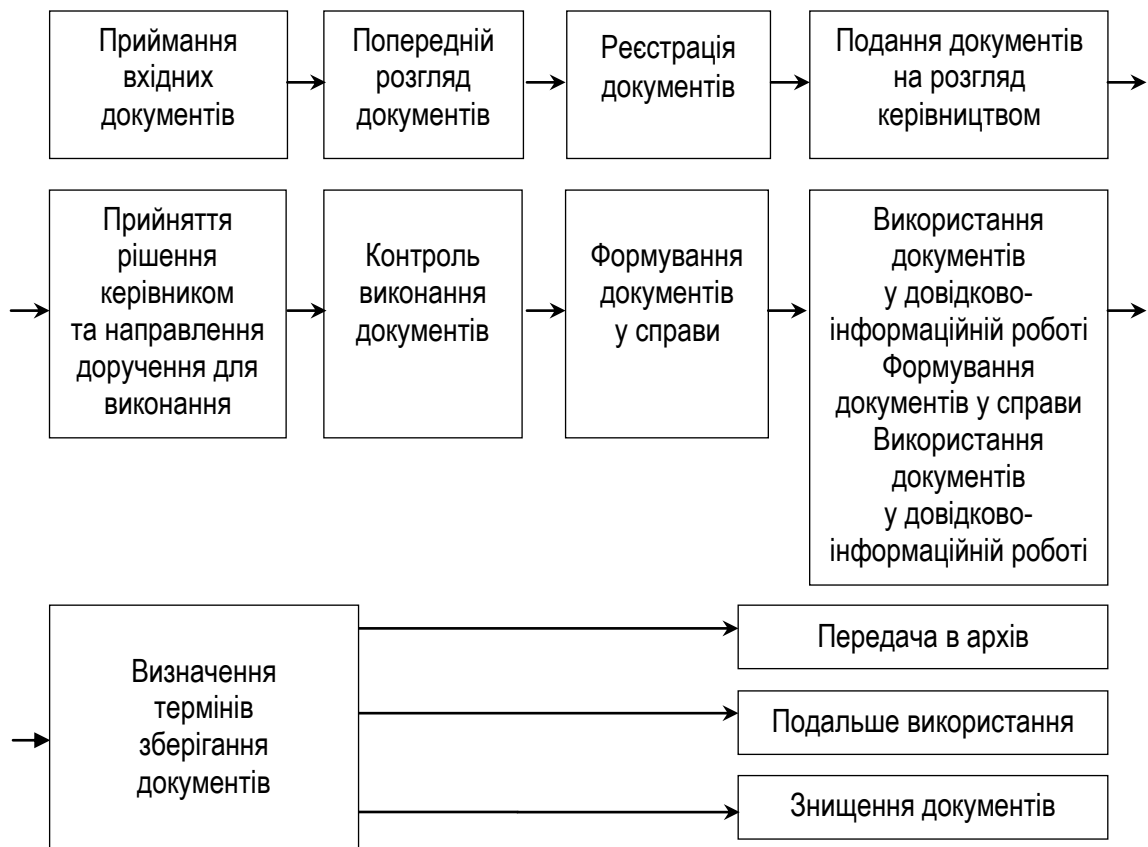 Приймання
вхідних
документів
Попередній
розгляд
документів
Реєстрація
документів
Подання документів
на розгляд
керівництвом
Прийняття
рішення
керівником
та направлення
доручення для
виконання
Контроль
виконання
документів
Формування
документів
у справи
Використання
документів
у довідково-
інформаційній роботі
Формування
документів у справи
Використання
документів
у довідково-
інформаційній роботі
Визначення
термінів
зберігання
документів
Передача в архів
Подальше використання
Знищення документів